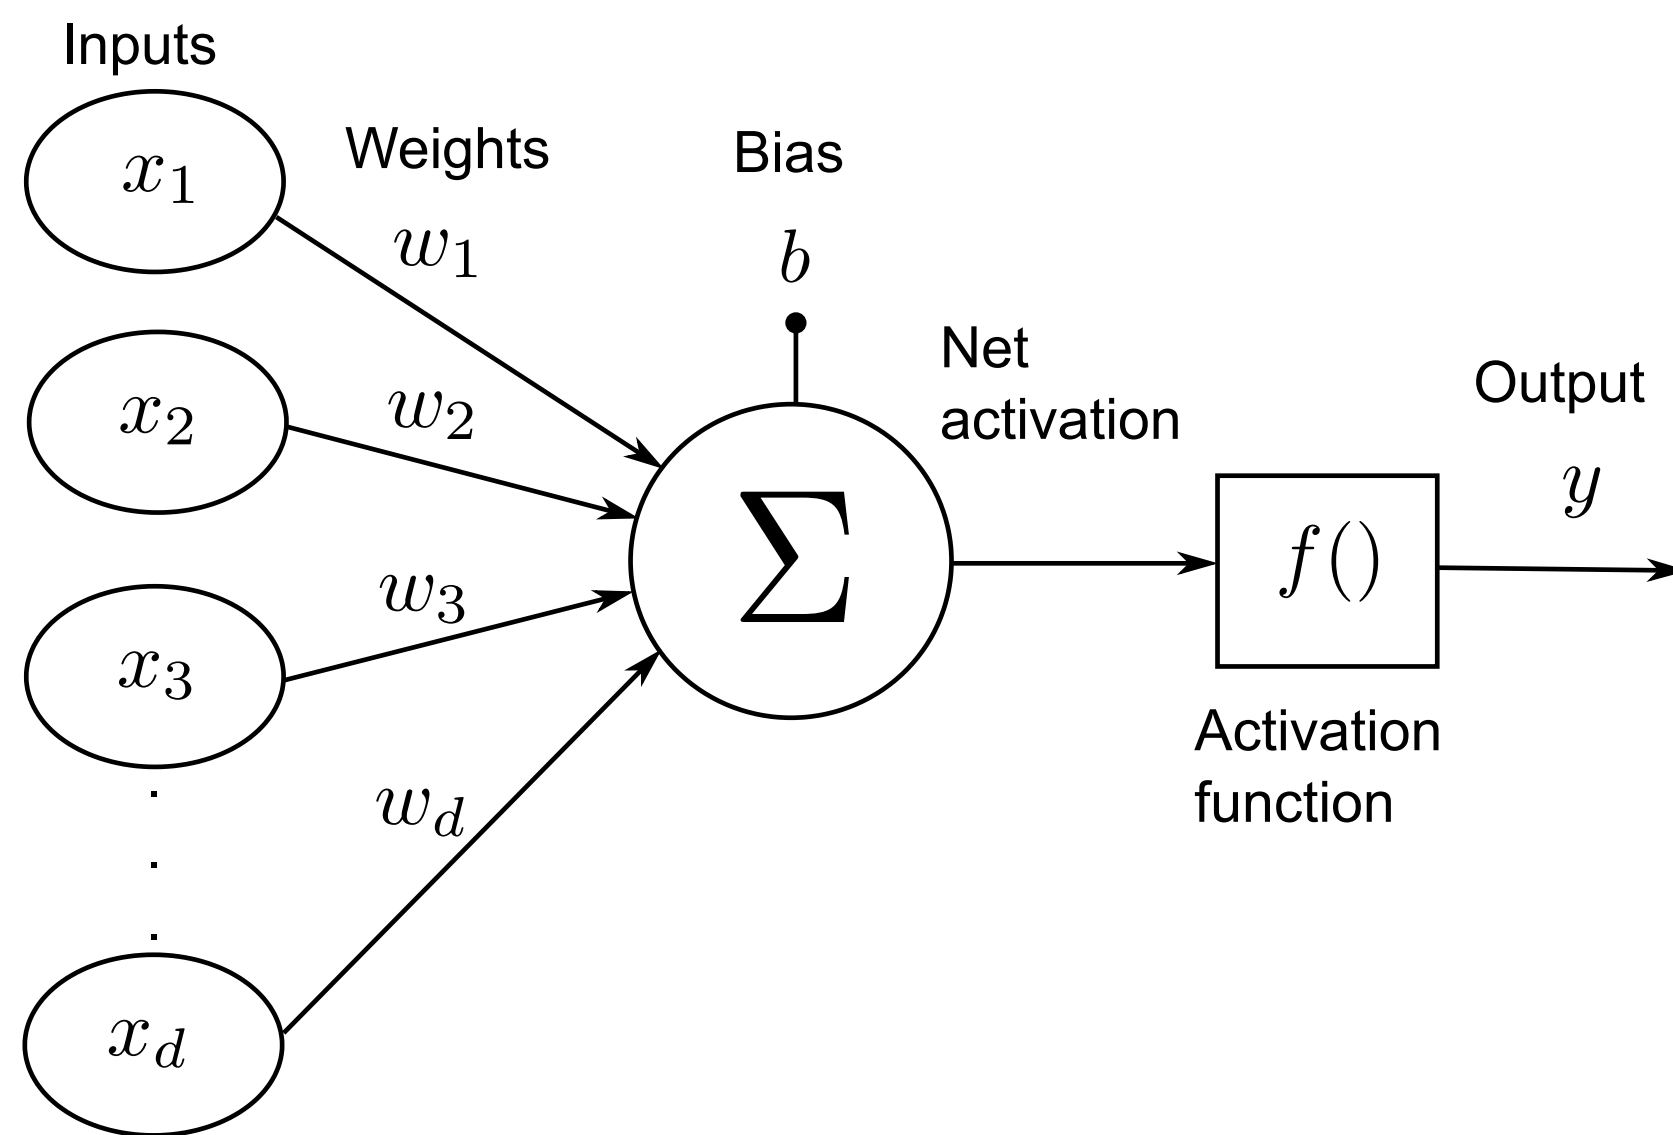 Inputs
x1
Weights
w1
Bias
b
x2
w2
Net
activation
Σ
f()
Output
y
x3
w3
Activation
function
.
.
.
wd
xd